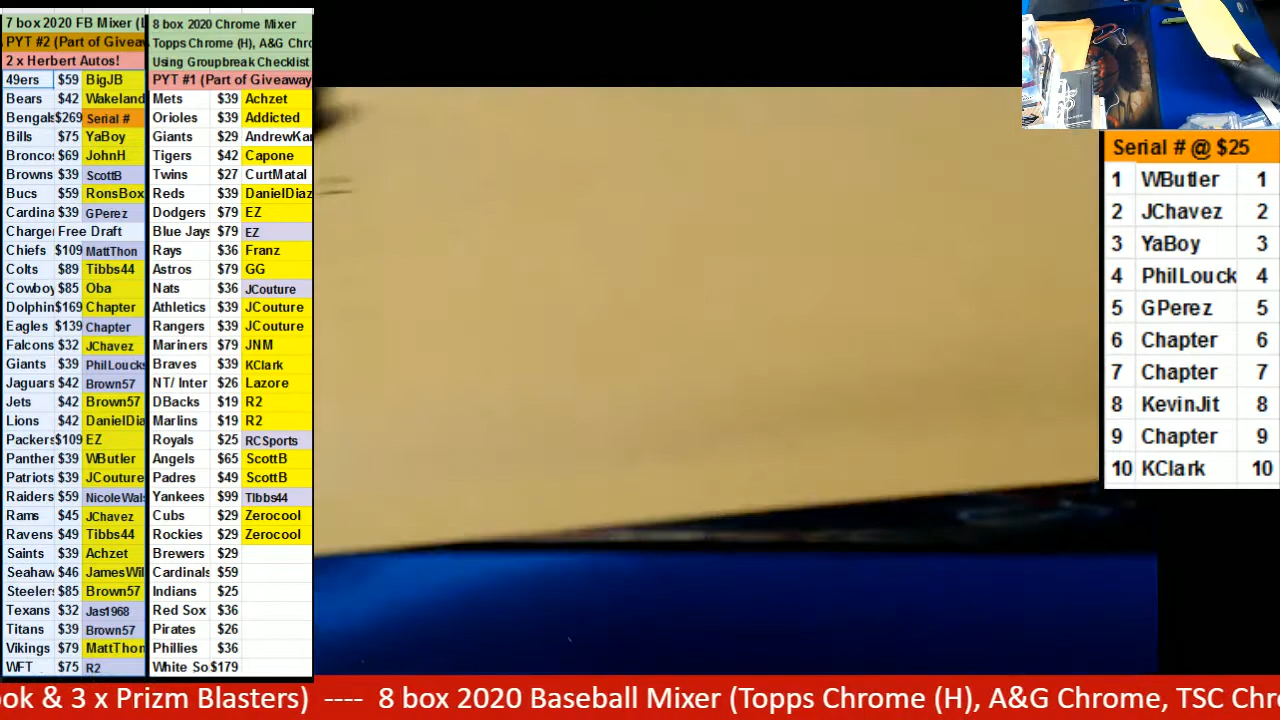 7 box 2020 FB Mixer (L
PYT #2 (Part of Giveaw
2 x Herbert Autos!
49ers $59 BigJB
Bears $42 Wakeland
Bengals $269 Serial #
Bills $75 YaBoy
Broncos $69 JohnH
Browns $39 ScottB
Bucs $59 RonsBox
Cardina $39 GPerez
Charger Free Draft
Chiefs $109 MattThon
Colts $89 Tibbs44
Cowboy $85 Oba
Dolphin $169 Chapter
Eagles $139 Chapter
Falcons $32 JChavez
Giants $39 PhilLoucks
Jaguars $42 Brown57
Jets $42 Brown57
Lions $42 DanielDia
Packers $109 EZ
Panther $39 WButler
Patriots $39 JCouture
Raiders $59 NicoleWals
Rams $45 JChavez
Ravens $49 Tibbs44
Saints $39 Achzet
Seahaw $46 JamesWil
Steelers $85 Brown57
Texans $32 Jas1968
Titans $39 Brown57
Vikings $79 MattThon
WFT $75 R2
8 box 2020 Chrome Mixer
Topps Chrome (H), A&G Chro
Using Groupbreak Checklist
PYT #1 (Part of Giveaway
Mets $39 Achzet
Orioles $39 Addicted
Giants $29 AndrewKar
Tigers $42 Capone
Twins $27 CurtMatal
Reds $39 DanielDiaz
Dodgers $79 EZ
Blue Jays $79 EZ
Rays $36 Franz
Astros $79 GG
Nats $36 JCouture
Athletics $39 JCouture
Rangers $39 JCouture
Mariners $79 JNM
Braves $39 KClark
NT/ Inter $26 Lazore
DBacks $19 R2
Marlins $19 R2
Royals $25 RCSports
Angels $65 ScottB
Padres $49 ScottB
Yankees $99 TIbbs44
Cubs $29 Zerocool
Rockies $29 Zerocool
Brewers $29
Cardinals $59
Indians $25
Red Sox $36
Pirates $26
Phillies $36
White So $179
Serial # @ $25
1 WButler 1
2 JChavez 2
3 YaBoy 3
4 PhilLouck 4
5 GPerez 5
6 Chapter 6
7 Chapter 7
8 KevinJit 8
9 Chapter 9
10 KClark 10
ook & 3 x Prizm Blasters) ---- 8 box 2020 Baseball Mixer (Topps Chrome (H), A&G Chrome, TSC Chro